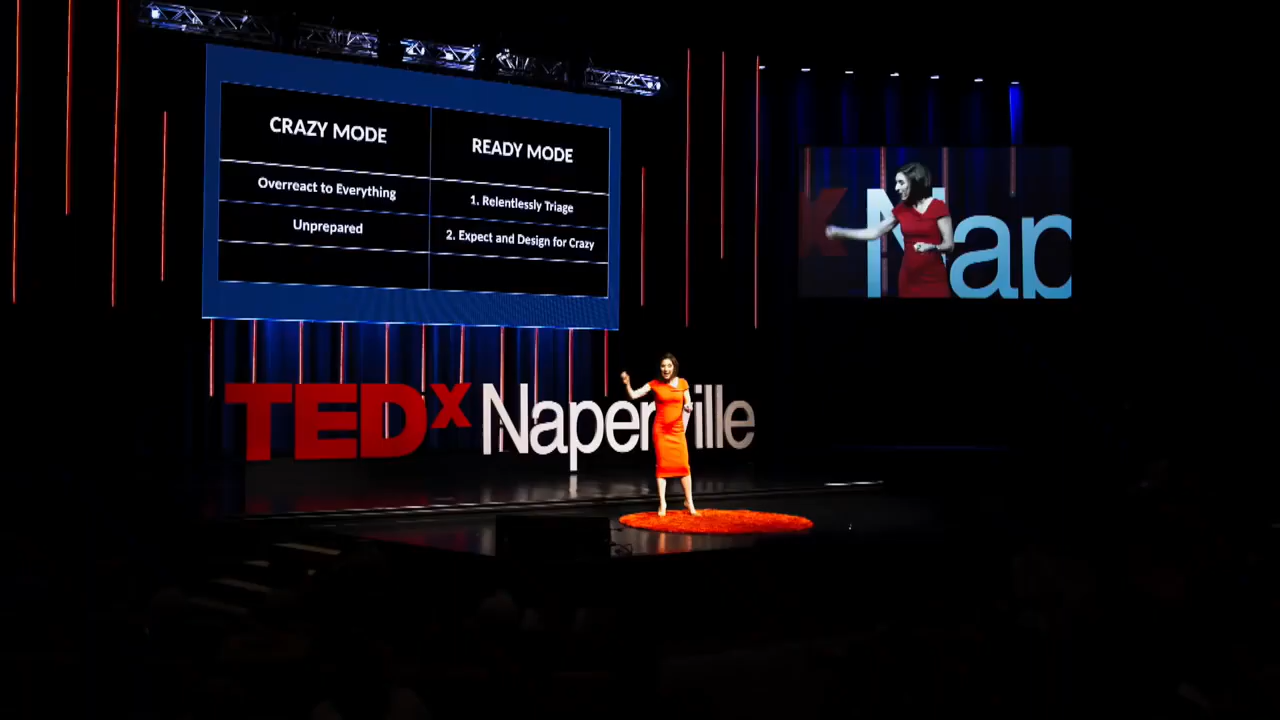 CRAZY MODE
READY MODE
Overreact to Everything
1. Relentlessly Triage
Unprepared
2. Expect and Design for Crazy
x Nap
TEDx Naperville